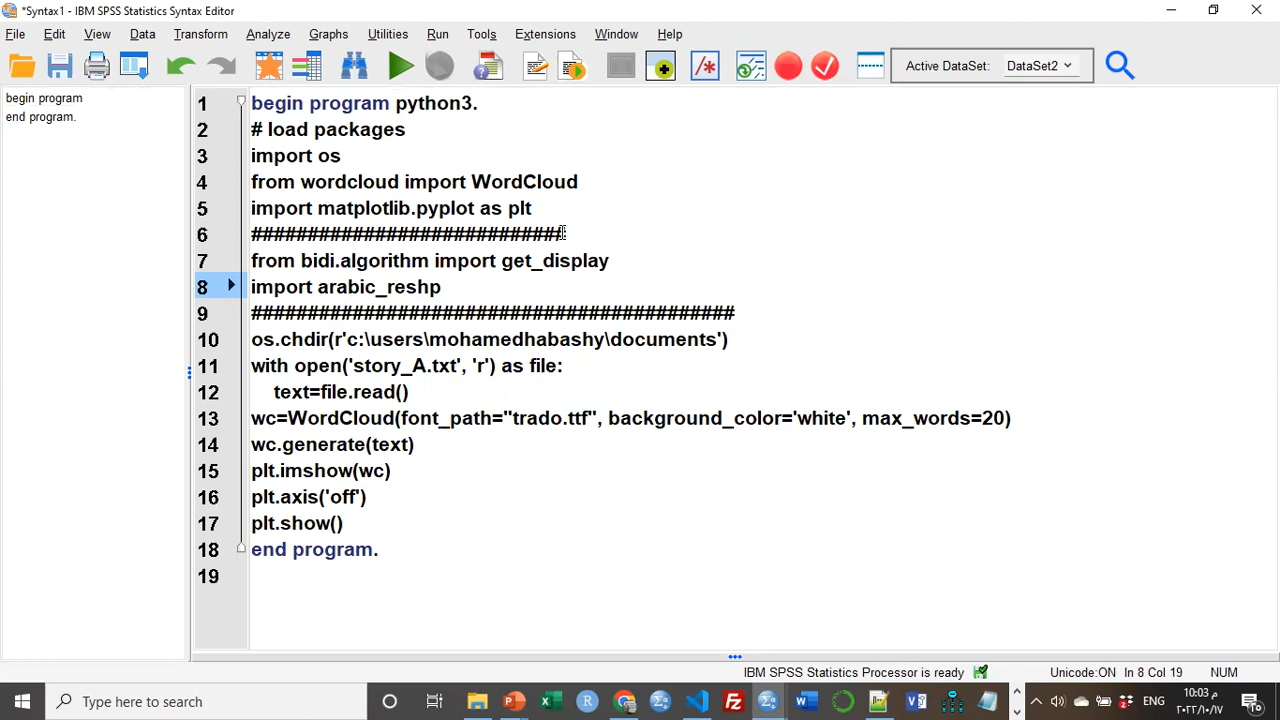 *Syntax1 - IBM SPSS Statistics Syntax Editor
File Edit View Data Transform Analyze Graphs Utilities Run Tools Extensions Window Help
Active DataSet: DataSet2
begin program
end program.
1 begin program python3.
2 # load packages
3 import os
4 from wordcloud import WordCloud
5 import matplotlib.pyplot as plt
6 ############################
7 from bidi.algorithm import get_display
8 import arabic_reshp
9 ###########################################
10 os.chdir(r'c:\users\mohamedhabashy\documents')
11 with open('story_A.txt', 'r') as file:
12 text=file.read()
13 wc=WordCloud(font_path="trado.ttf", background_color='white', max_words=20)
14 wc.generate(text)
15 plt.imshow(wc)
16 plt.axis('off')
17 plt.show()
18 end program.
19
IBM SPSS Statistics Processor is ready Unicode:ON In 8 Col 19 NUM
Type here to search
ENG
10:03 م
٢٠٢١/٠٨/٠٧